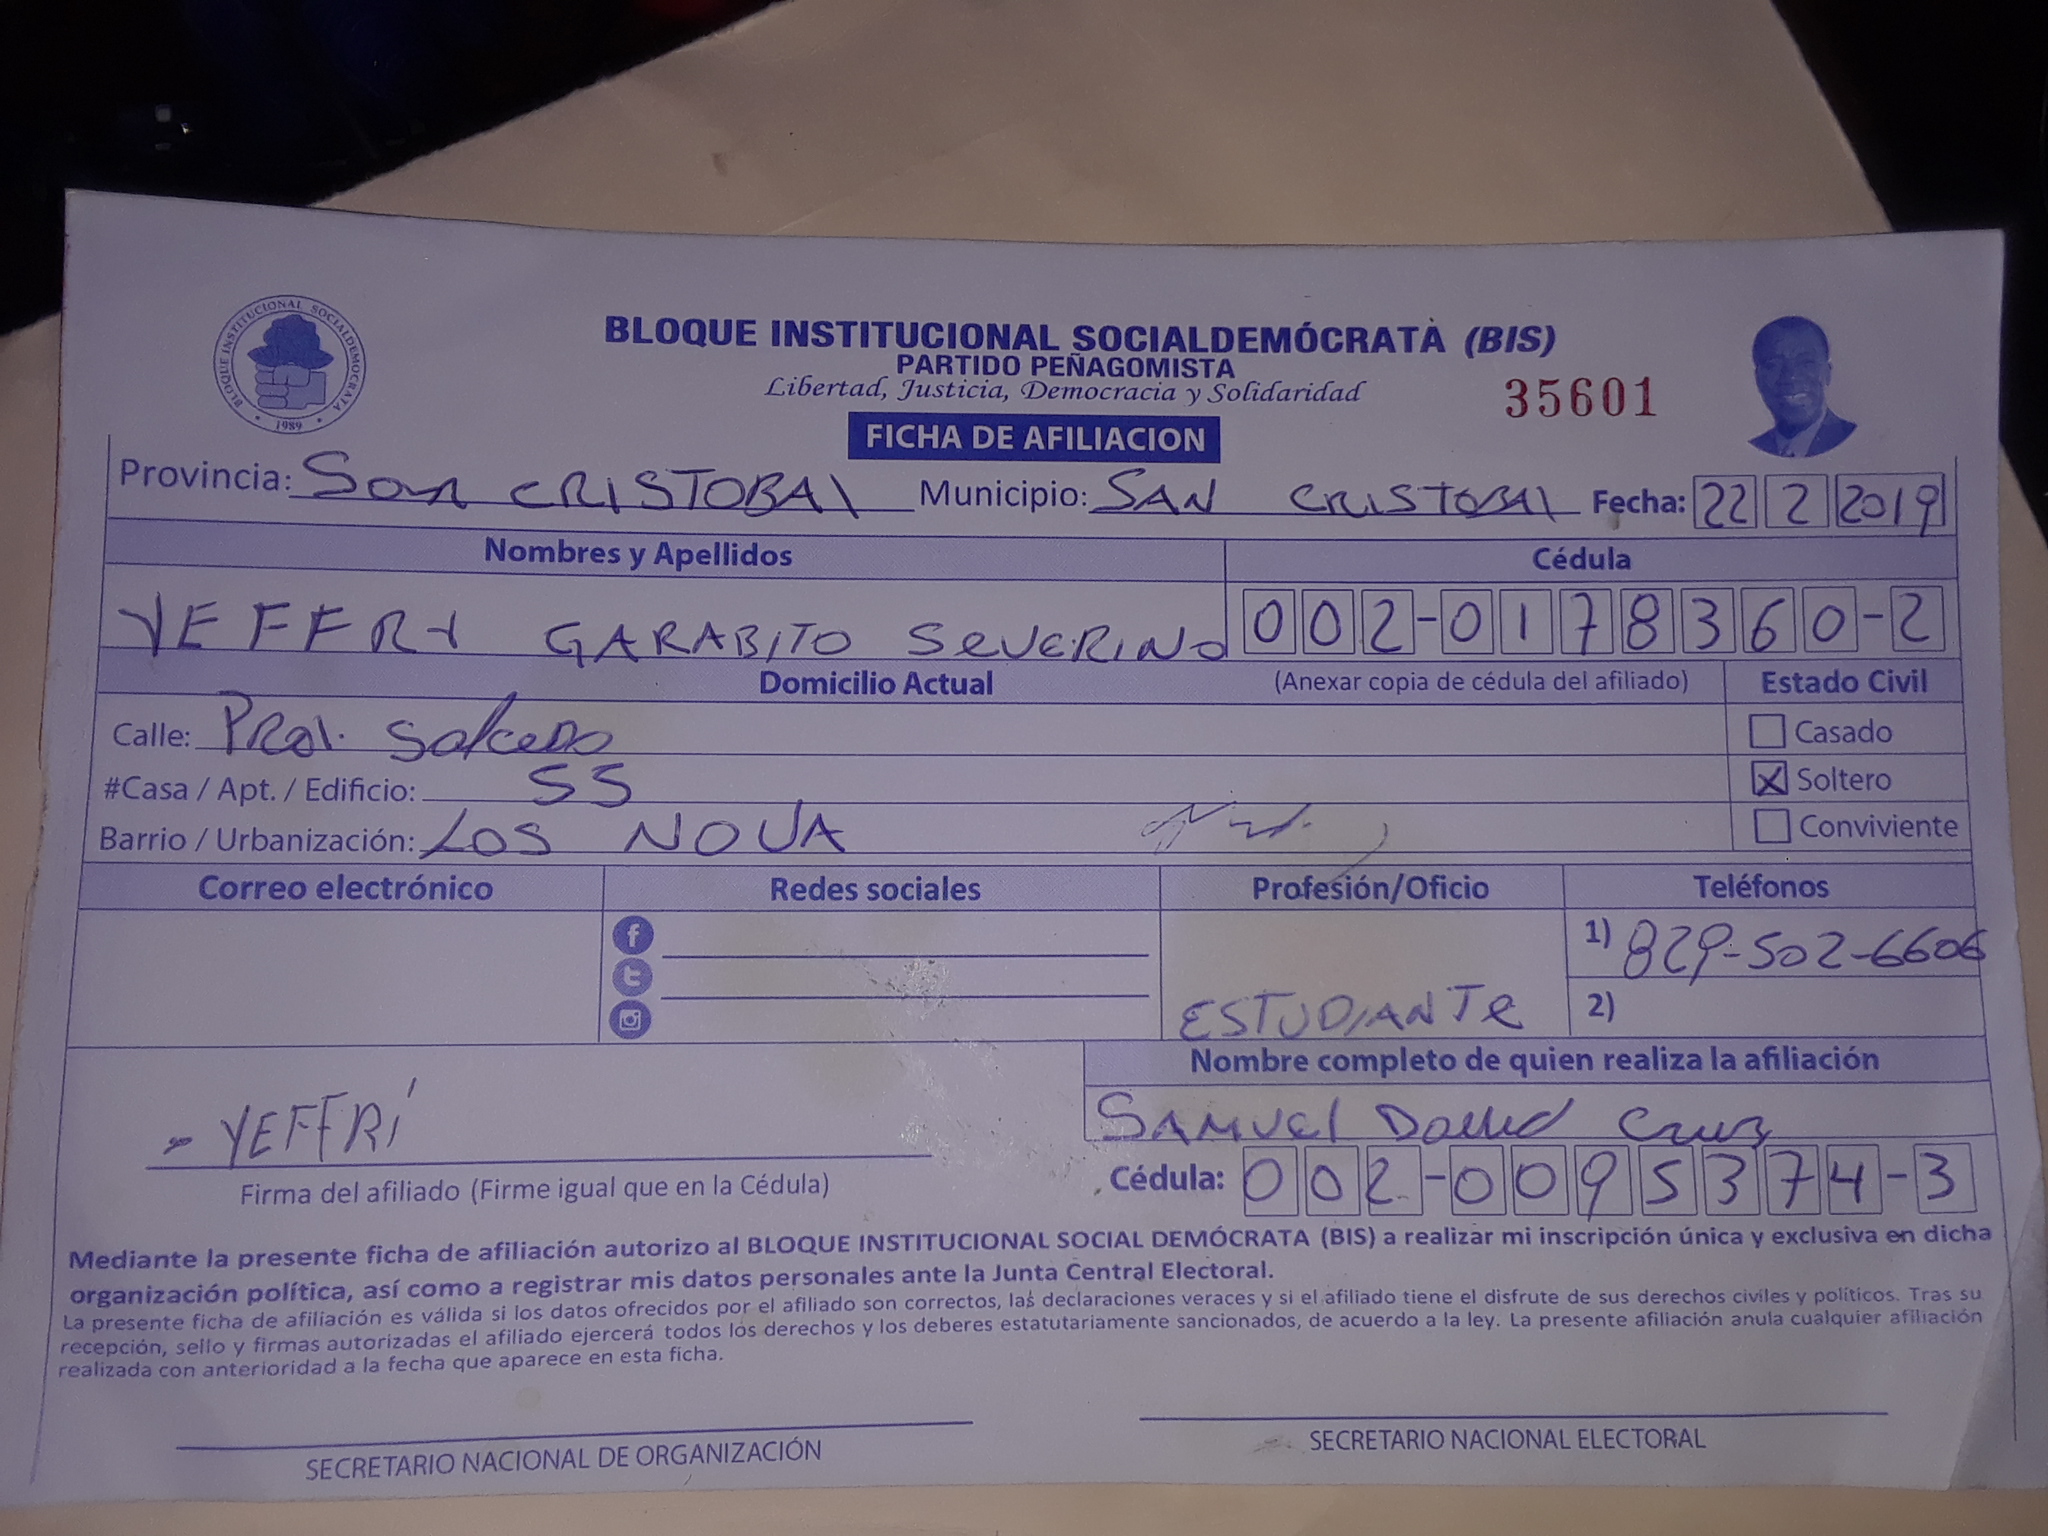 BLOQUE INSTITUCIONAL SOCIALDEMOCRATA
1989
BLOQUE INSTITUCIONAL SOCIALDEMÓCRATA (BIS)
PARTIDO PEÑAGOMISTA
Libertad, Justicia, Democracia y Solidaridad
35601
FICHA DE AFILIACION
Provincia: San CRISTOBAl Municipio: SAN CRISTOBAl Fecha: 22 2 2019
Nombres y Apellidos Cédula
YEFFRY GARABITO SeVERINO 002-0178360-2
Domicilio Actual (Anexar copia de cédula del afiliado) Estado Civil
Calle: PRol. Salcedo Casado
#Casa / Apt. / Edificio: 55 X Soltero
Barrio / Urbanización: LOS NOVA Conviviente
Correo electrónico Redes sociales Profesión/Oficio Teléfonos
1) 829-502-6606
ESTUDIANTe 2)
Nombre completo de quien realiza la afiliación
- YEFFRÍ SAMUel David Cruz
Firma del afiliado (Firme igual que en la Cédula) Cédula: 002-0095374-3
Mediante la presente ficha de afiliación autorizo al BLOQUE INSTITUCIONAL SOCIAL DEMÓCRATA (BIS) a realizar mi inscripción única y exclusiva en dicha
organización política, así como a registrar mis datos personales ante la Junta Central Electoral.
La presente ficha de afiliación es válida si los datos ofrecidos por el afiliado son correctos, las declaraciones veraces y si el afiliado tiene el disfrute de sus derechos civiles y políticos. Tras su
recepción, sello y firmas autorizadas el afiliado ejercerá todos los derechos y los deberes estatutariamente sancionados, de acuerdo a la ley. La presente afiliación anula cualquier afiliación
realizada con anterioridad a la fecha que aparece en esta ficha.
SECRETARIO NACIONAL DE ORGANIZACIÓN SECRETARIO NACIONAL ELECTORAL